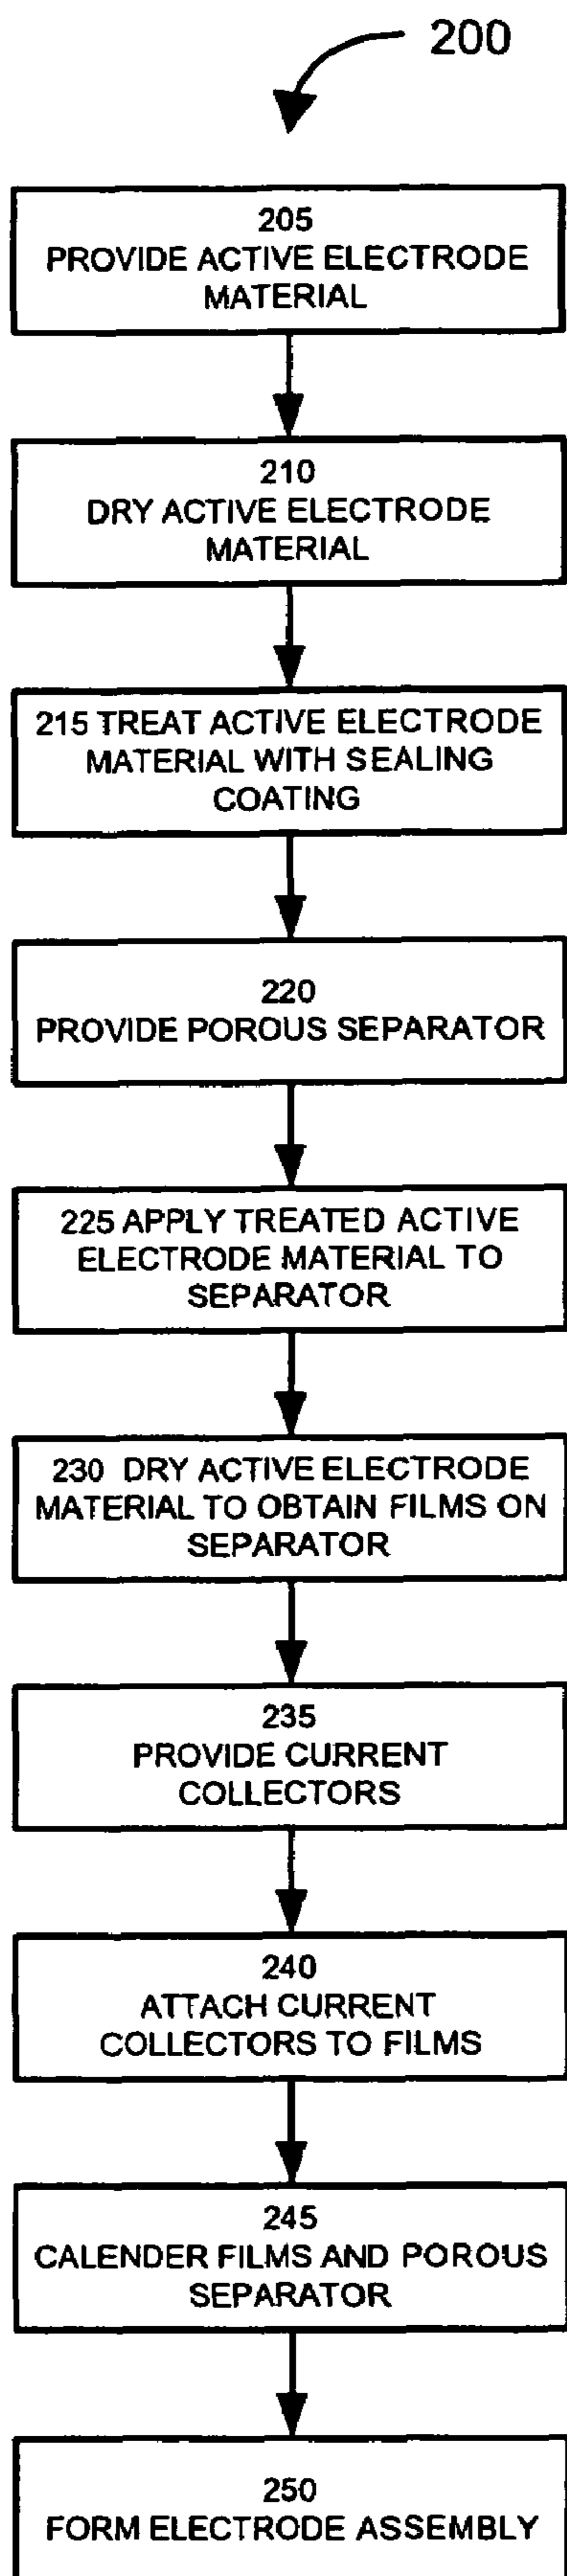 200
205
PROVIDE ACTIVE ELECTRODE
MATERIAL
210
DRY ACTIVE ELECTRODE
MATERIAL
215 TREAT ACTIVE ELECTRODE
MATERIAL WITH SEALING
COATING
220
PROVIDE POROUS SEPARATOR
225 APPLY TREATED ACTIVE
ELECTRODE MATERIAL TO
SEPARATOR
230 DRY ACTIVE ELECTRODE
MATERIAL TO OBTAIN FILMS ON
SEPARATOR
235
PROVIDE CURRENT
COLLECTORS
240
ATTACH CURRENT
COLLECTORS TO FILMS
245
CALENDER FILMS AND POROUS
SEPARATOR
250
FORM ELECTRODE ASSEMBLY